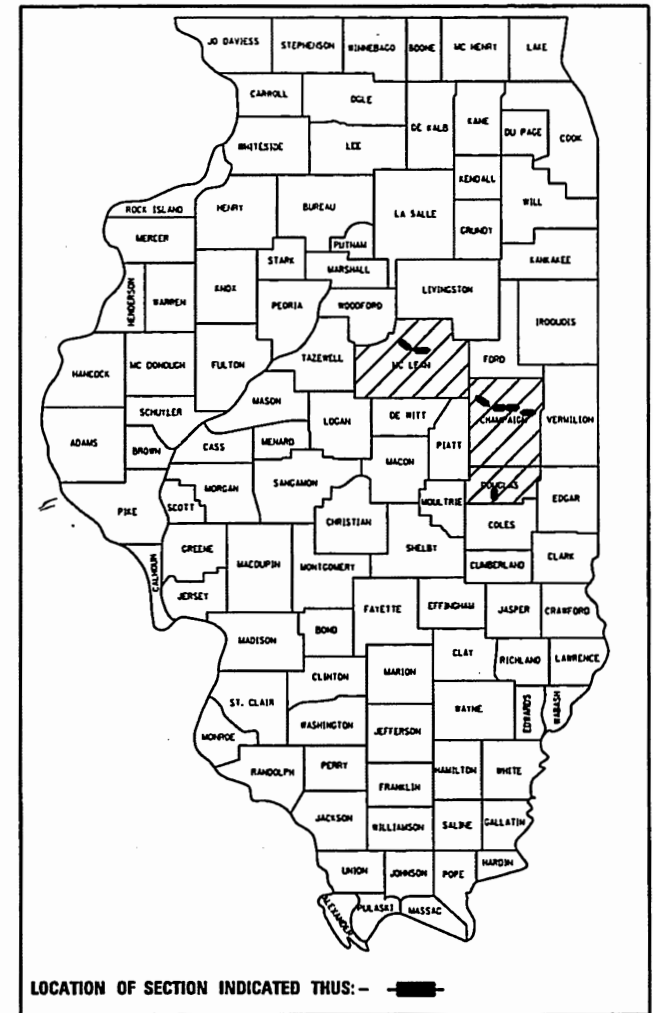 JO DAVIESS STEPHENSON WINNEBAGO BOONE MC HENRY LAKE
CARROLL OGLE DE KALB KANE DU PAGE COOK
WHITESIDE LEE
KENDALL WILL
ROCK ISLAND HENRY BUREAU LA SALLE GRUNDY
MERCER PUTNAM KANKAKEE
STARK MARSHALL
HENDERSON WARREN KNOX PEORIA WOODFORD LIVINGSTON IROQUOIS
HANCOCK MC DONOUGH FULTON TAZEWELL MC LEAN FORD
SCHUYLER MASON LOGAN DE WITT CHAMPAIGN VERMILION
ADAMS BROWN CASS MENARD MACON PIATT
PIKE SCOTT MORGAN SANGAMON MOULTRIE DOUGLAS EDGAR
CHRISTIAN COLES
CALHOUN GREENE MACOUPIN MONTGOMERY SHELBY CUMBERLAND CLARK
JERSEY FAYETTE EFFINGHAM JASPER CRAWFORD
MADISON BOND CLAY RICHLAND LAWRENCE
CLINTON MARION
ST. CLAIR WASHINGTON WAYNE EDWARDS WABASH
MONROE JEFFERSON
RANDOLPH PERRY FRANKLIN HAMILTON WHITE
JACKSON WILLIAMSON SALINE GALLATIN
UNION JOHNSON POPE HARDIN
ALEXANDER PULASKI MASSAC
LOCATION OF SECTION INDICATED THUS: -